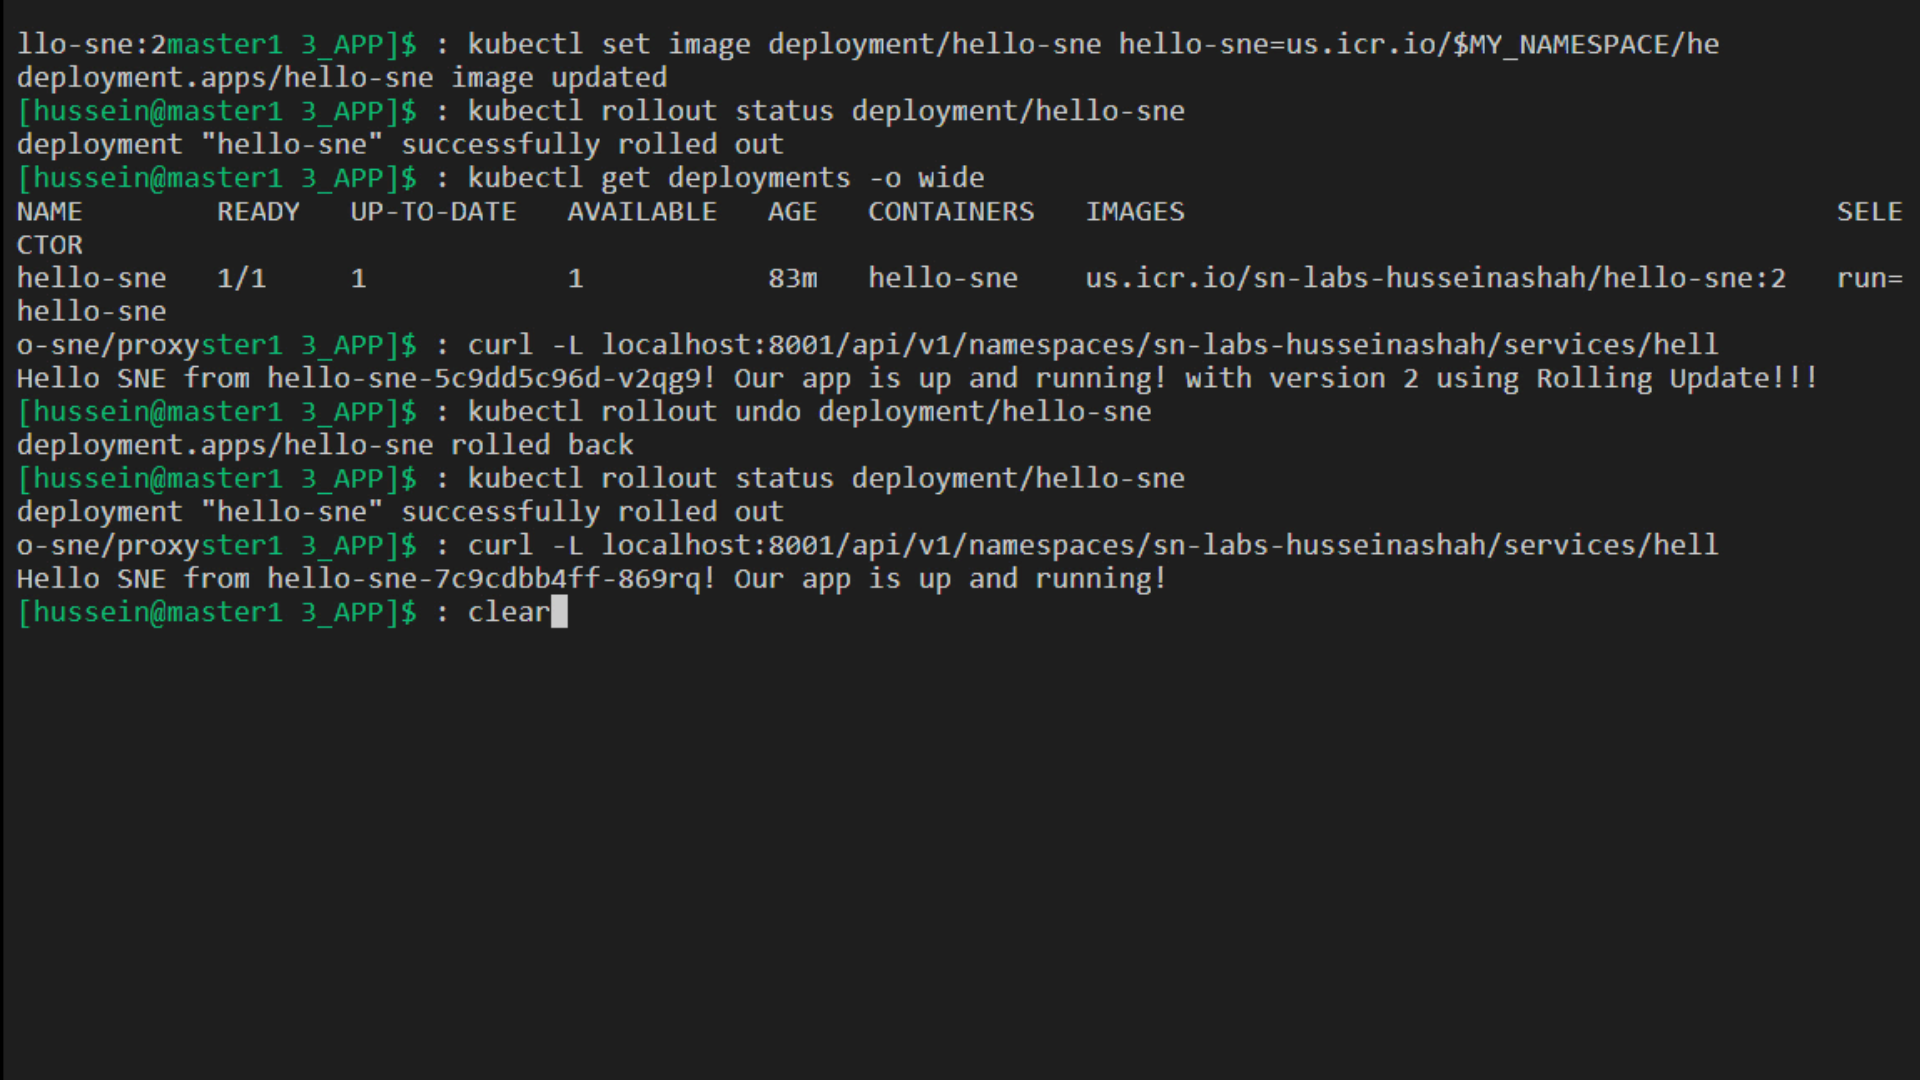 llo-sne:2master1 3_APP]$ : kubectl set image deployment/hello-sne hello-sne=us.icr.io/$MY_NAMESPACE/he
deployment.apps/hello-sne image updated
[hussein@master1 3_APP]$ : kubectl rollout status deployment/hello-sne
deployment "hello-sne" successfully rolled out
[hussein@master1 3_APP]$ : kubectl get deployments -o wide
NAME        READY   UP-TO-DATE   AVAILABLE   AGE   CONTAINERS   IMAGES                                       SELE
CTOR
hello-sne   1/1     1            1           83m   hello-sne    us.icr.io/sn-labs-husseinashah/hello-sne:2   run=
hello-sne
o-sne/proxyster1 3_APP]$ : curl -L localhost:8001/api/v1/namespaces/sn-labs-husseinashah/services/hell
Hello SNE from hello-sne-5c9dd5c96d-v2qg9! Our app is up and running! with version 2 using Rolling Update!!!
[hussein@master1 3_APP]$ : kubectl rollout undo deployment/hello-sne
deployment.apps/hello-sne rolled back
[hussein@master1 3_APP]$ : kubectl rollout status deployment/hello-sne
deployment "hello-sne" successfully rolled out
o-sne/proxyster1 3_APP]$ : curl -L localhost:8001/api/v1/namespaces/sn-labs-husseinashah/services/hell
Hello SNE from hello-sne-7c9cdbb4ff-869rq! Our app is up and running!
[hussein@master1 3_APP]$ : clear